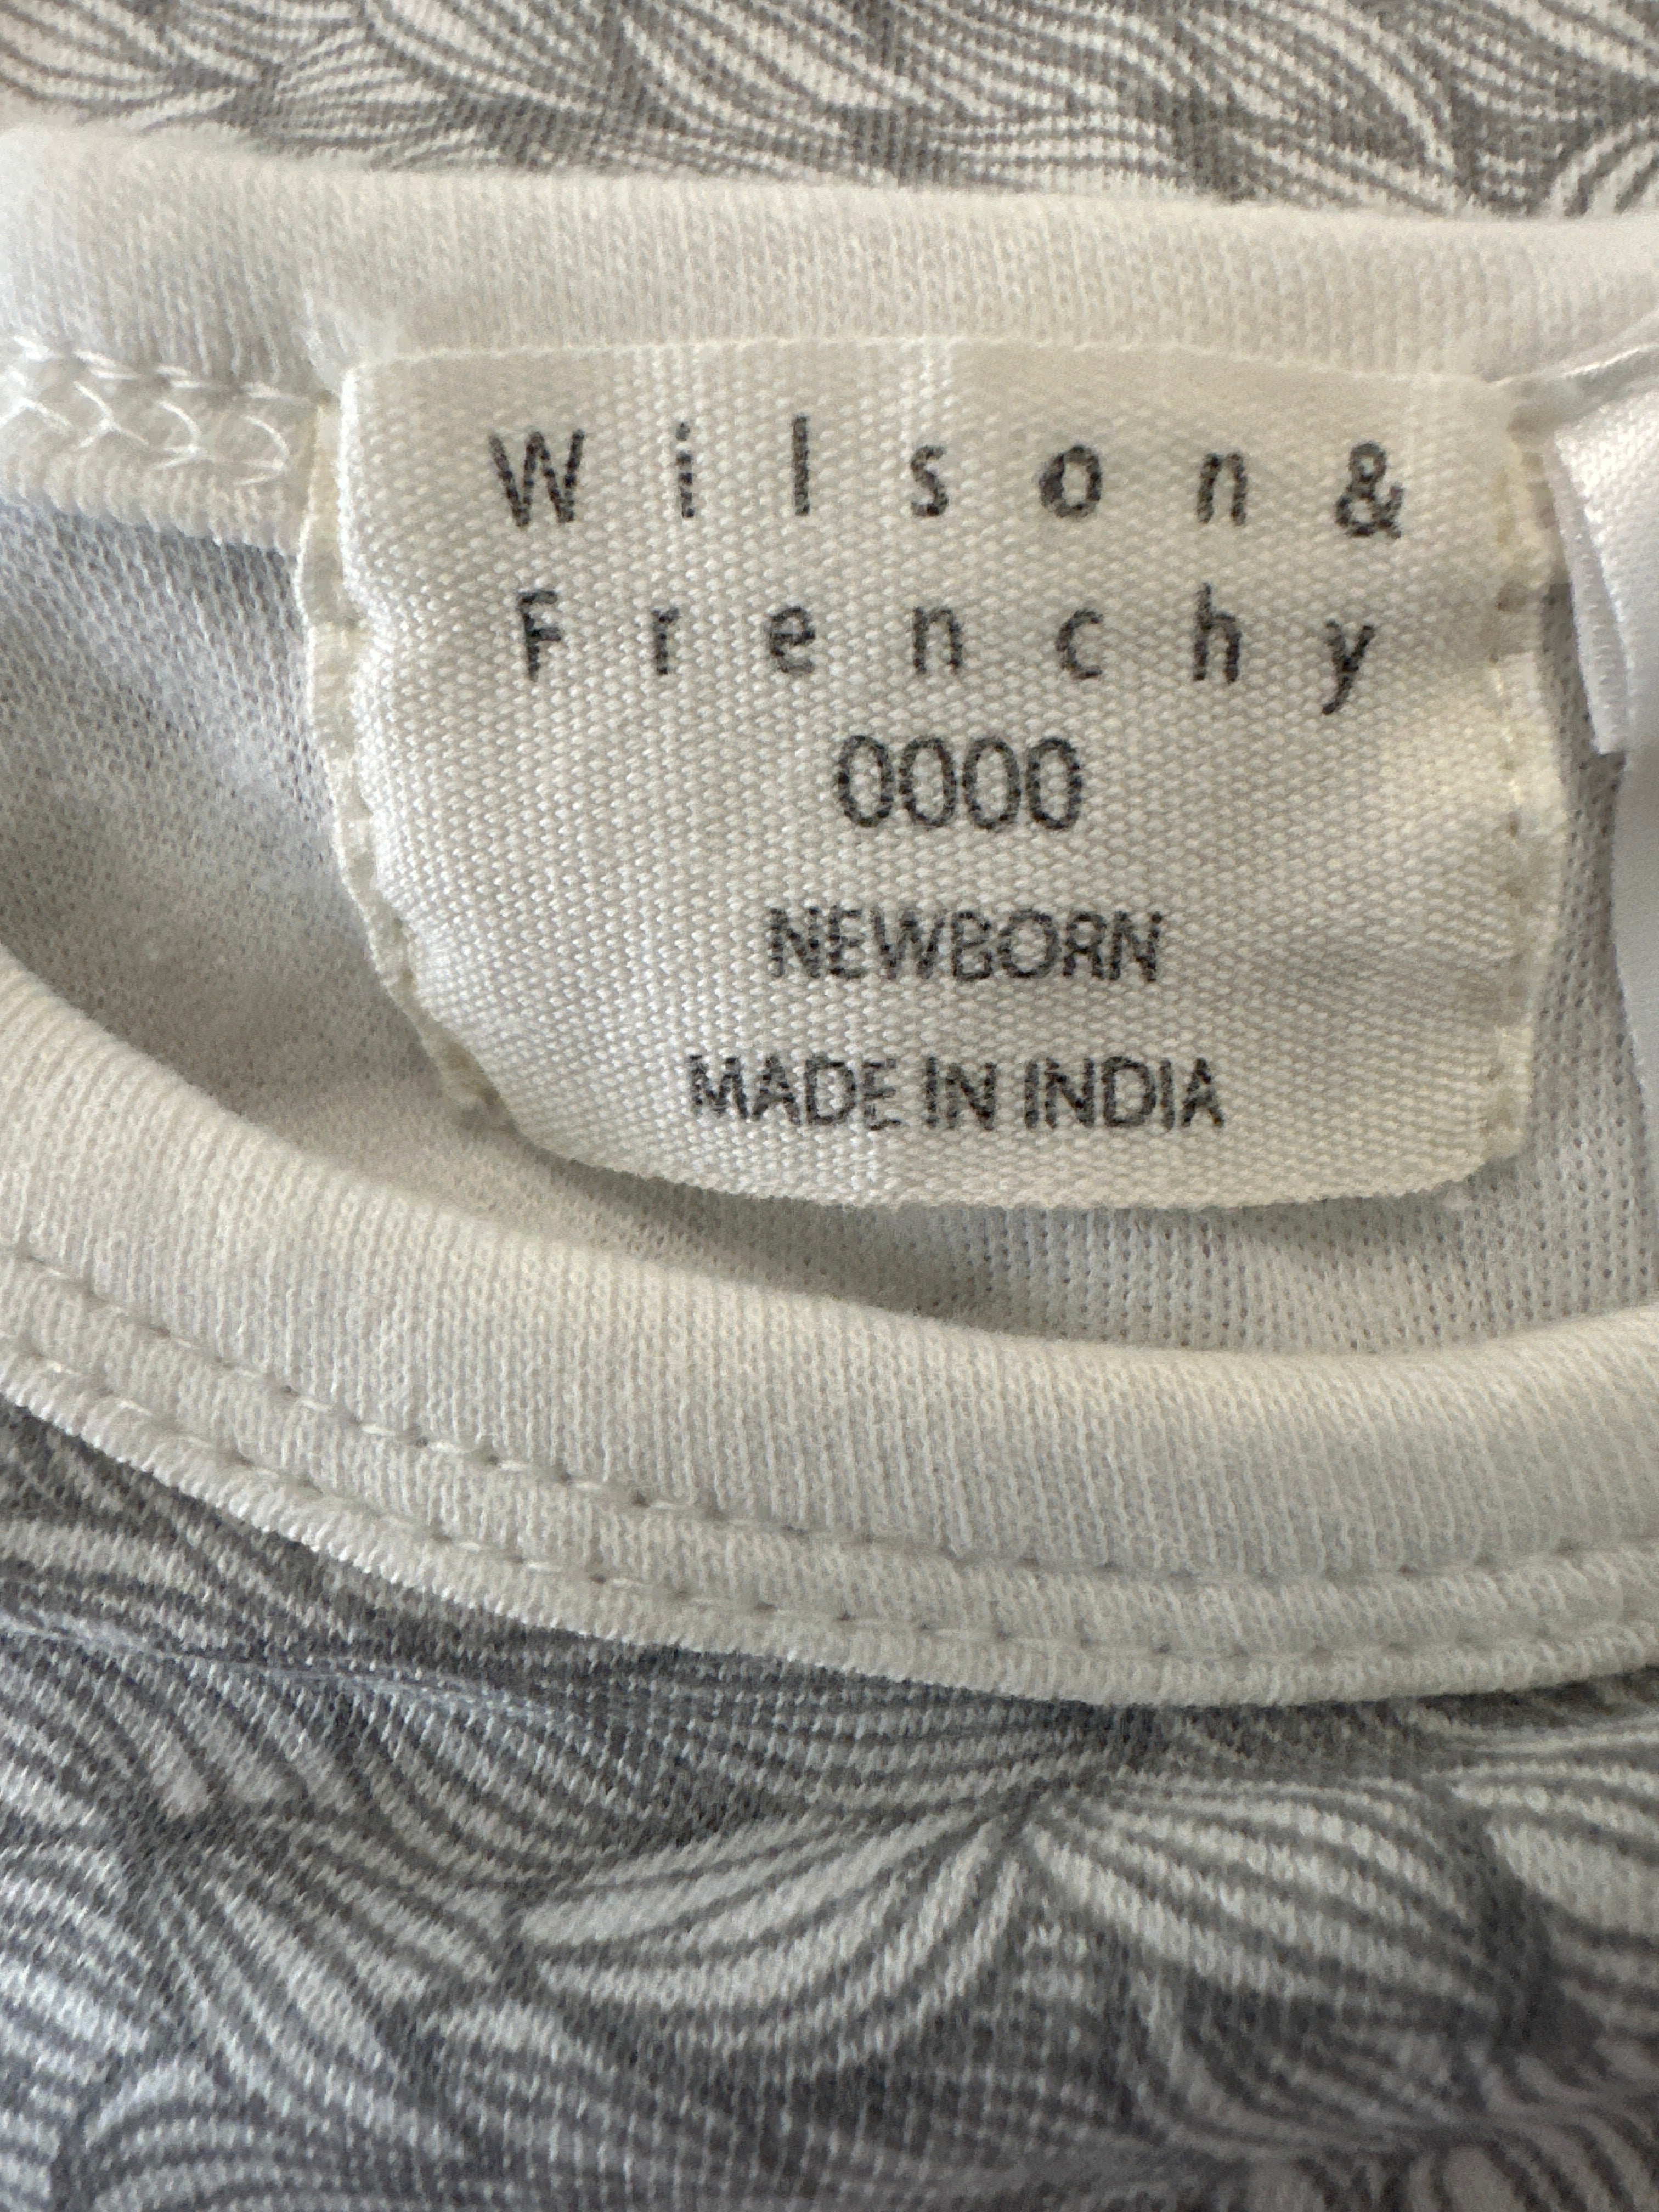 Wilson &
Frenchy
0000
NEWBORN
MADE IN INDIA